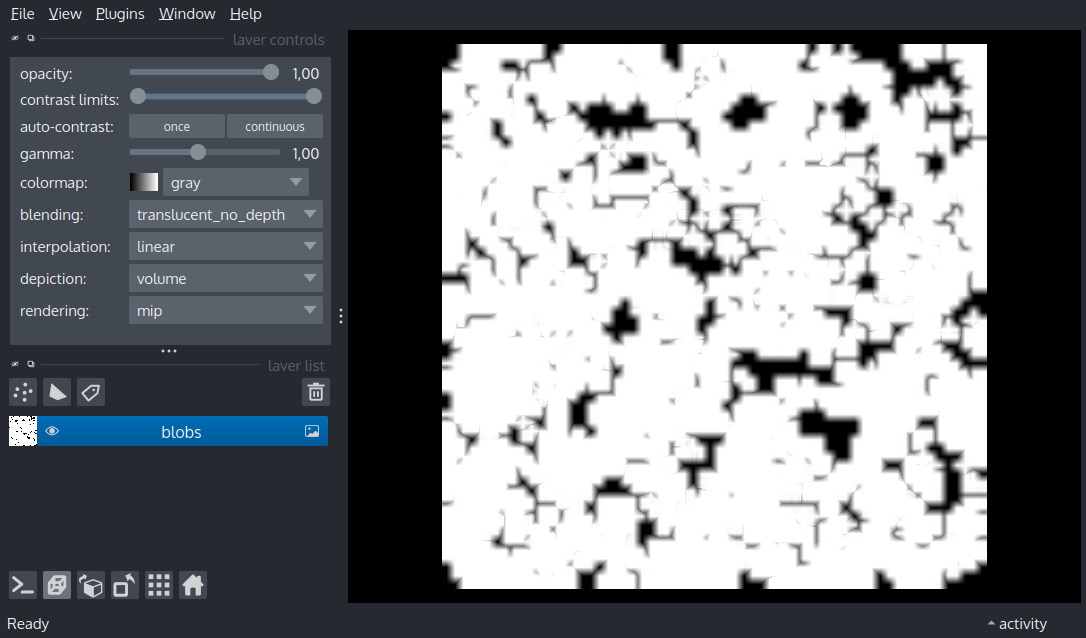 File View Plugins Window Help
layer controls
opacity: 1,00
contrast limits:
auto-contrast: once continuous
gamma: 1,00
colormap: gray
blending: translucent_no_depth
interpolation: linear
depiction: volume
rendering: mip
layer list
blobs
Ready activity